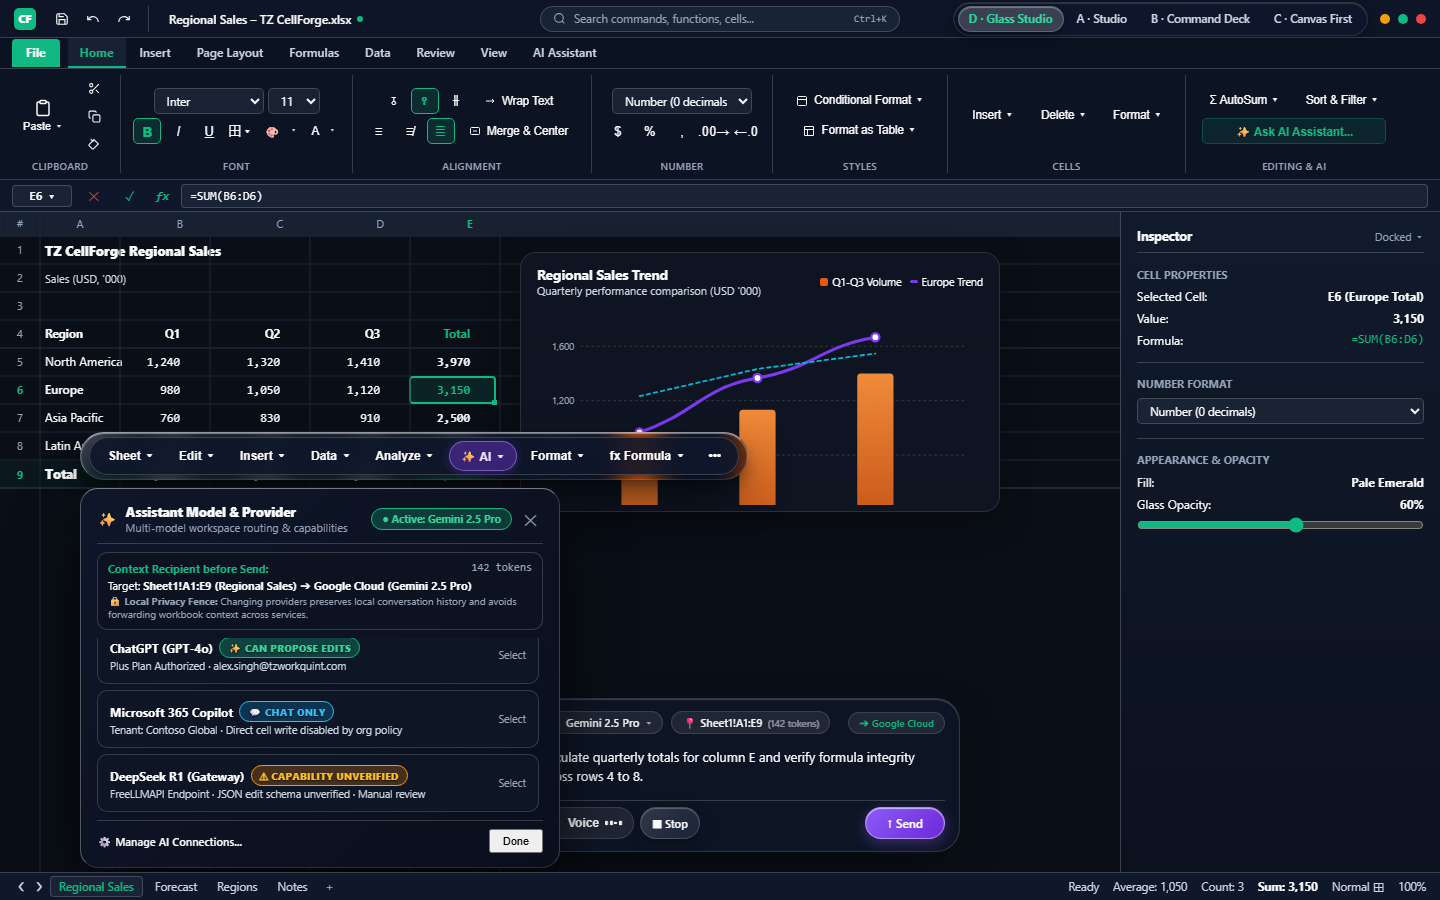 CF
Regional Sales – TZ CellForge.xlsx
Search commands, functions, cells...
Ctrl+K
D · Glass Studio
A · Studio
B · Command Deck
C · Canvas First
File
Home
Insert
Page Layout
Formulas
Data
Review
View
AI Assistant
Paste
CLIPBOARD
Inter
11
B I U
A
FONT
Wrap Text
Merge & Center
ALIGNMENT
Number (0 decimals
$ % , .00→ ←.0
NUMBER
Conditional Format
Format as Table
STYLES
Insert
Delete
Format
CELLS
Σ AutoSum
Sort & Filter
Ask AI Assistant...
EDITING & AI
E6
fx
=SUM(B6:D6)
# A B C D E
1 TZ CellForge Regional Sales
2 Sales (USD, '000)
3
4 Region Q1 Q2 Q3 Total
5 North America 1,240 1,320 1,410 3,970
6 Europe 980 1,050 1,120 3,150
7 Asia Pacific 760 830 910 2,500
8 Latin A
9 Total
Regional Sales Trend
Quarterly performance comparison (USD '000)
Q1-Q3 Volume
Europe Trend
1,600
1,200
Sheet
Edit
Insert
Data
Analyze
AI
Format
fx Formula
Assistant Model & Provider
Multi-model workspace routing & capabilities
Active: Gemini 2.5 Pro
Context Recipient before Send:
142 tokens
Target: Sheet1!A1:E9 (Regional Sales) ➔ Google Cloud (Gemini 2.5 Pro)
Local Privacy Fence: Changing providers preserves local conversation history and avoids
forwarding workbook context across services.
ChatGPT (GPT-4o)
CAN PROPOSE EDITS
Plus Plan Authorized · alex.singh@tzworkquint.com
Select
Microsoft 365 Copilot
CHAT ONLY
Tenant: Contoso Global · Direct cell write disabled by org policy
Select
DeepSeek R1 (Gateway)
CAPABILITY UNVERIFIED
FreeLLMAPI Endpoint · JSON edit schema unverified · Manual review
Select
Manage AI Connections...
Done
Gemini 2.5 Pro
Sheet1!A1:E9 (142 tokens)
➔ Google Cloud
culate quarterly totals for column E and verify formula integrity
oss rows 4 to 8.
Voice
Stop
↑ Send
Inspector
Docked
CELL PROPERTIES
Selected Cell: E6 (Europe Total)
Value: 3,150
Formula: =SUM(B6:D6)
NUMBER FORMAT
Number (0 decimals)
APPEARANCE & OPACITY
Fill: Pale Emerald
Glass Opacity: 60%
Regional Sales
Forecast
Regions
Notes
+
Ready
Average: 1,050
Count: 3
Sum: 3,150
Normal
100%